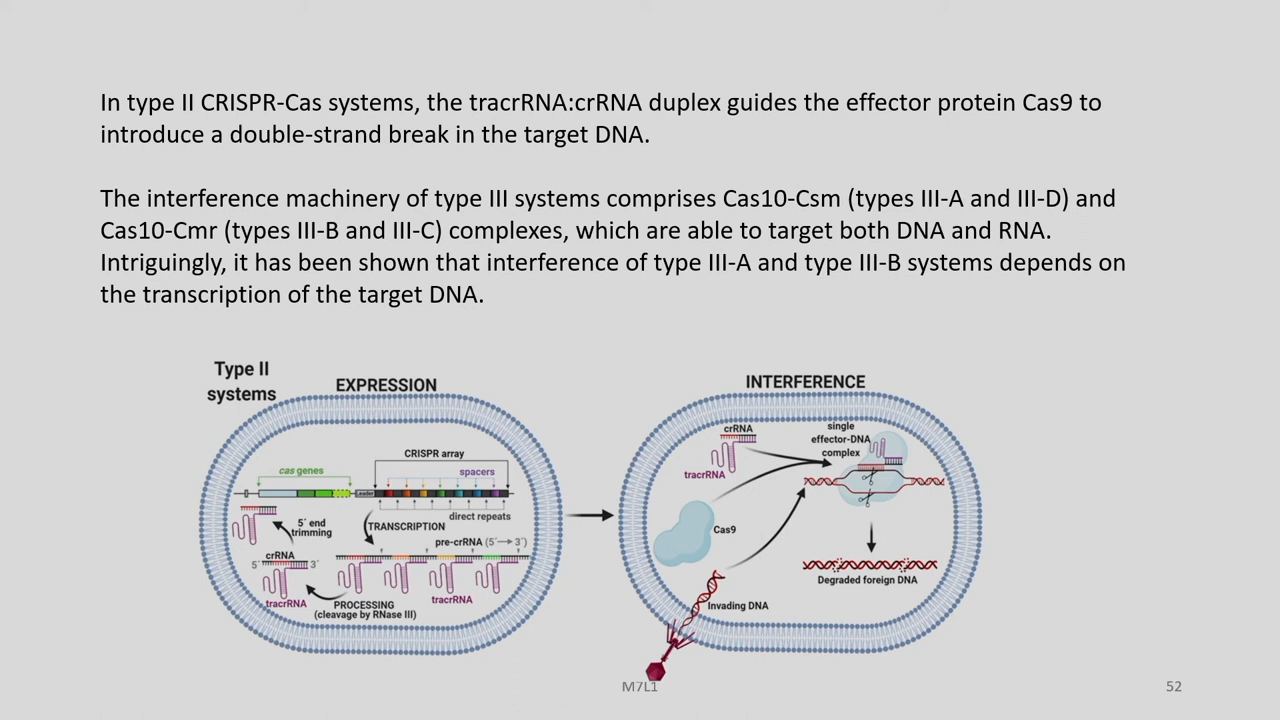 In type II CRISPR-Cas systems, the tracrRNA:crRNA duplex guides the effector protein Cas9 to
introduce a double-strand break in the target DNA.
The interference machinery of type III systems comprises Cas10-Csm (types III-A and III-D) and
Cas10-Cmr (types III-B and III-C) complexes, which are able to target both DNA and RNA.
Intriguingly, it has been shown that interference of type III-A and type III-B systems depends on
the transcription of the target DNA.
Type II
systems
EXPRESSION
CRISPR array
cas genes
spacers
Leader
direct repeats
5´ end
trimming
TRANSCRIPTION
pre-crRNA (5´→3´)
crRNA
5´ 3´
tracrRNA
tracrRNA
PROCESSING
(cleavage by RNase III)
INTERFERENCE
crRNA
tracrRNA
single
effector-DNA
complex
Cas9
Invading DNA
Degraded foreign DNA
M7L1
52